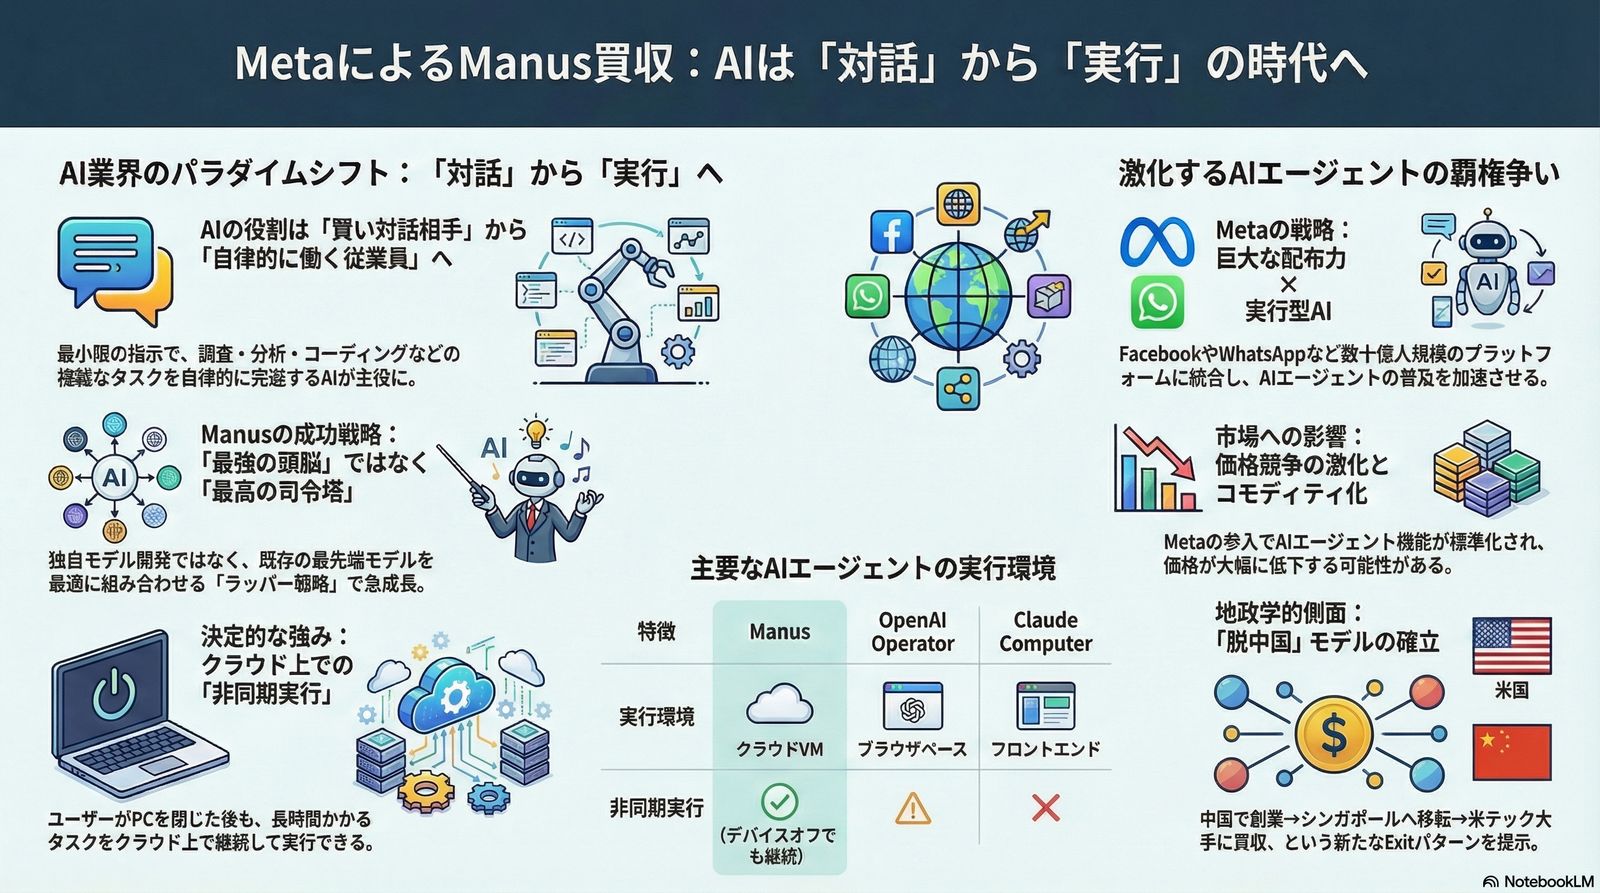 MetaによるManus買収：AIは「対話」から「実行」の時代へ
AI業界のパラダイムシフト：「対話」から「実行」へ
AIの役割は「買い対話相手」から
「自律的に働く従業員」へ
最小限の指示で、調査・分析・コーディングなどの
なタスクを自律的に完遂するAIが主役に。
Manusの成功戦略：
「最強の頭脳」ではなく
「最高の司令塔」
AI
AI
独自モデル開発ではなく、既存の最先端モデルを
最適に組み合わせる「ラッパー略」で急成長。
決定的な強み：
クラウド上での
「非同期実行」
ユーザーがPCを閉じた後も、長時間かかる
タスクをクラウド上で継続して実行できる。
主要なAIエージェントの実行環境
特徴
Manus
OpenAI
Operator
Claude
Computer
実行環境
クラウドVM
ブラウザベース
フロントエンド
非同期実行
（デバイスオフで
も継続）
激化するAIエージェントの覇権争い
Metaの戦略：
巨大な配布力
×
実行型AI
AI
FacebookやWhatsAppなど数十億人規模のプラットフ
ォームに統合し、AIエージェントの普及を加速させる。
市場への影響：
価格競争の激化と
コモディティ化
Metaの参入でAIエージェント機能が標準化され、
価格が大幅に低下する可能性がある。
地政学的側面：
「脱中国」モデルの確立
$
米国
中国で創業→シンガポールへ移転→米テック大
手に買収、という新たなExitパターンを提示。
NotebookLM